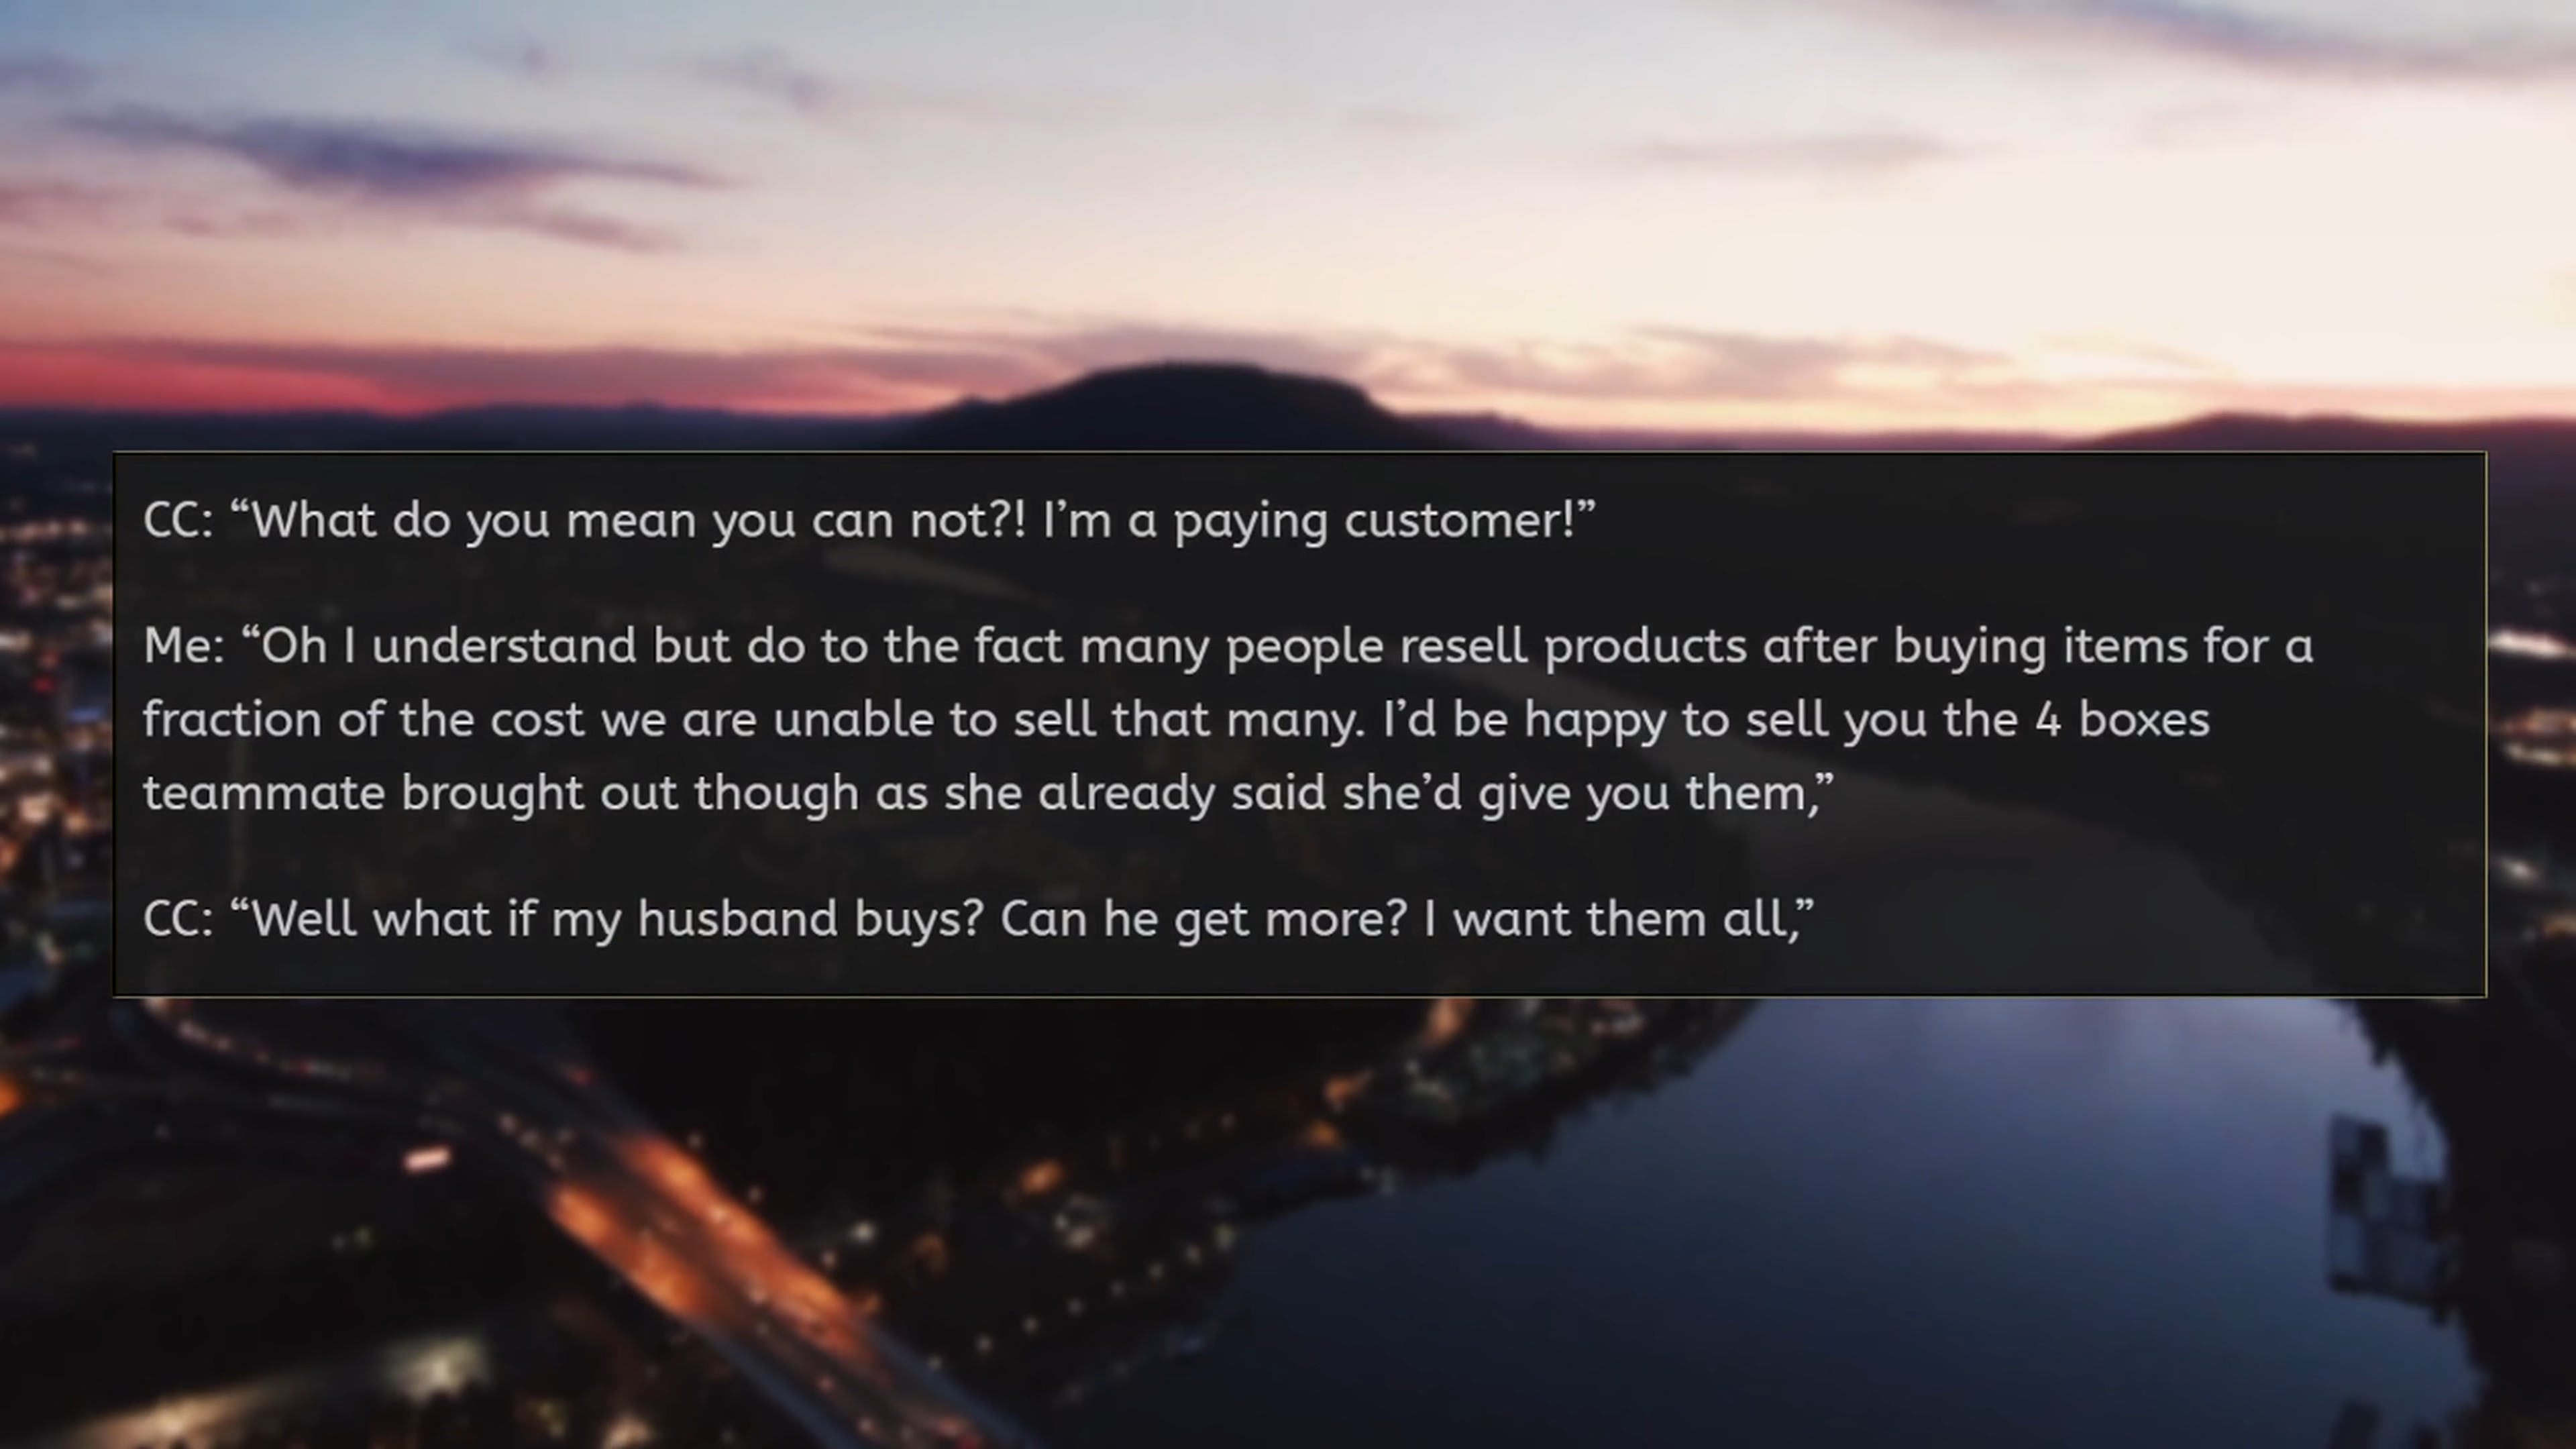 CC: “What do you mean you can not?! I’m a paying customer!”
Me: “Oh I understand but do to the fact many people resell products after buying items for a
fraction of the cost we are unable to sell that many. I’d be happy to sell you the 4 boxes
teammate brought out though as she already said she’d give you them,”
CC: “Well what if my husband buys? Can he get more? I want them all,”